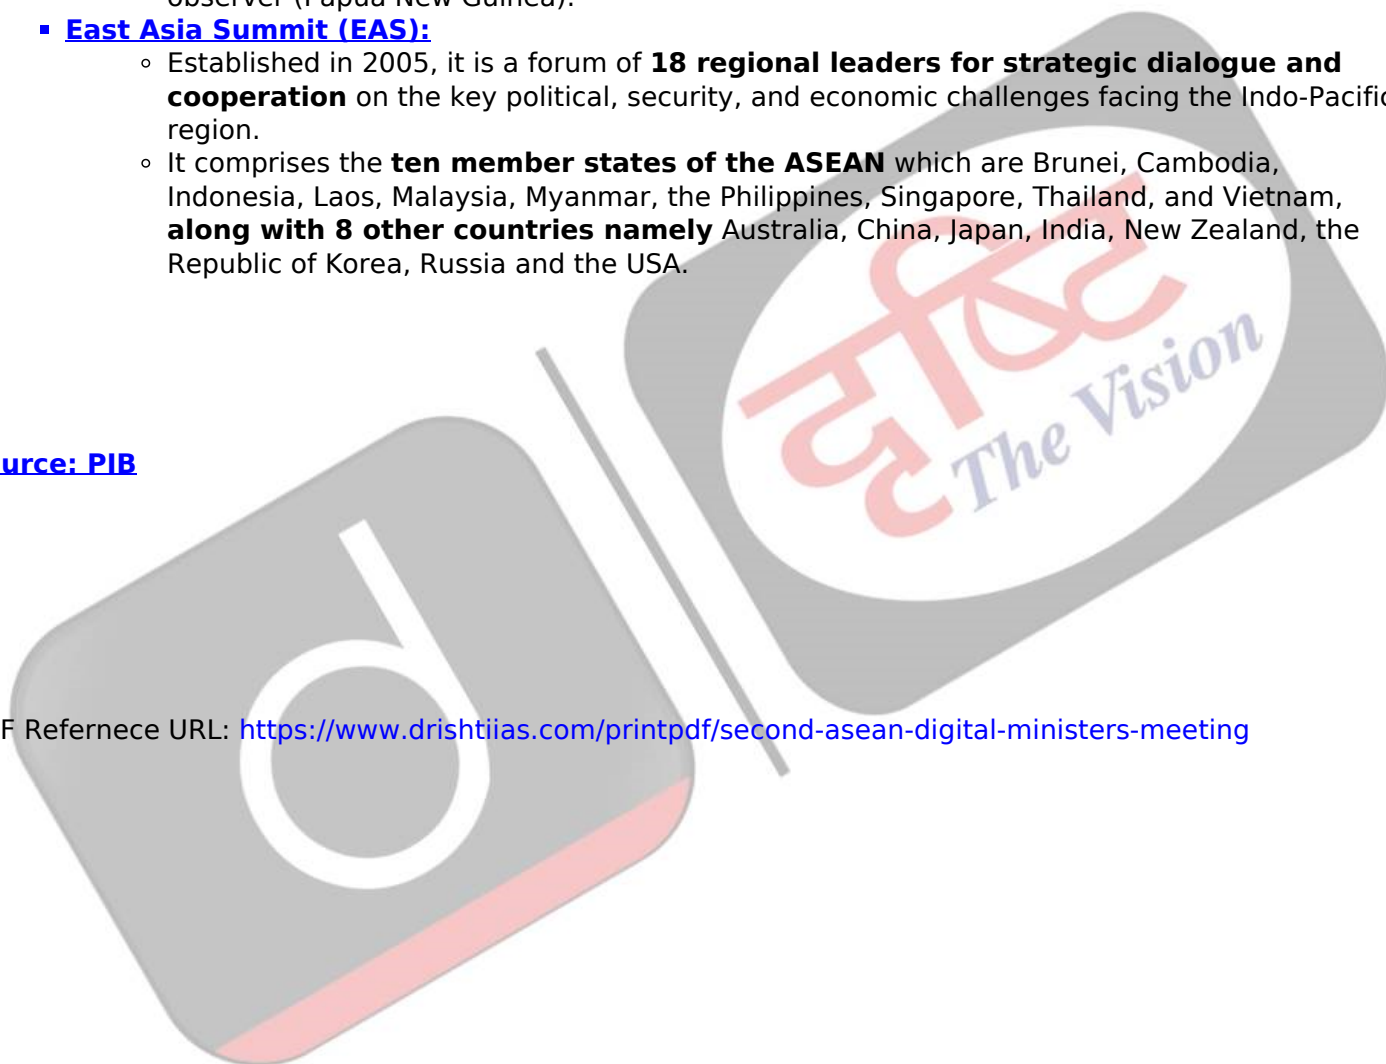 observer (Papua New Guinea).
East Asia Summit (EAS):
Established in 2005, it is a forum of 18 regional leaders for strategic dialogue and
cooperation on the key political, security, and economic challenges facing the Indo-Pacific
region.
It comprises the ten member states of the ASEAN which are Brunei, Cambodia,
Indonesia, Laos, Malaysia, Myanmar, the Philippines, Singapore, Thailand, and Vietnam,
along with 8 other countries namely Australia, China, Japan, India, New Zealand, the
Republic of Korea, Russia and the USA.
दृष्टि
The Vision
urce: PIB
d
F Refernece URL: https://www.drishtiias.com/printpdf/second-asean-digital-ministers-meeting